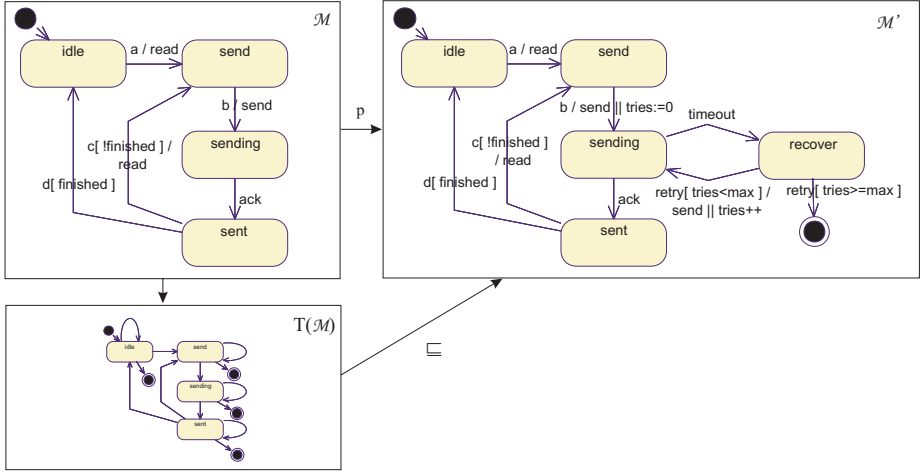 ℳ
idle
a / read
send
b / send
c[ !finished ] /
read
sending
d[ finished ]
ack
sent
p
ℳ’
idle
a / read
send
b / send || tries:=0
timeout
c[ !finished ]
/ read
sending
recover
d[ finished ]
ack
retry[ tries<max ] /
send || tries++
retry[ tries>=max ]
sent
T(ℳ)
idle
send
sending
sent
⊑